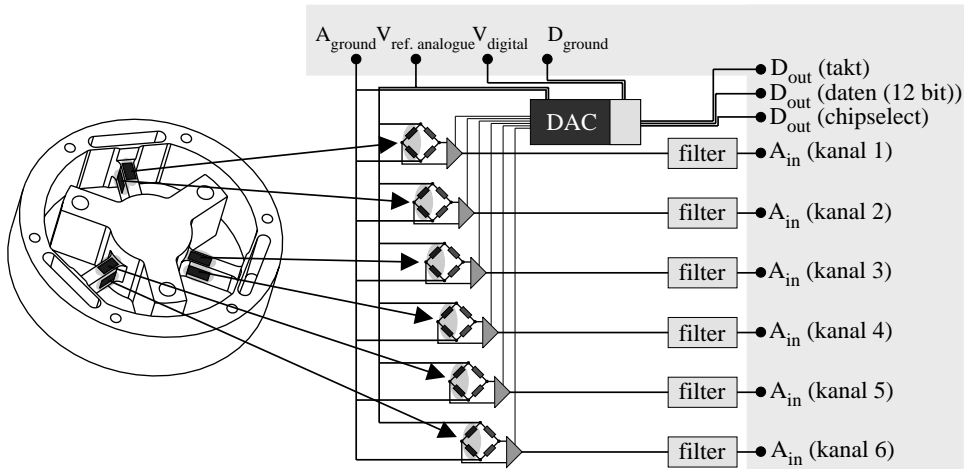 A_ground V_ref. analogue V_digital D_ground
D_out (takt)
D_out (daten (12 bit))
D_out (chipselect)
DAC
filter A_in (kanal 1)
filter A_in (kanal 2)
filter A_in (kanal 3)
filter A_in (kanal 4)
filter A_in (kanal 5)
filter A_in (kanal 6)